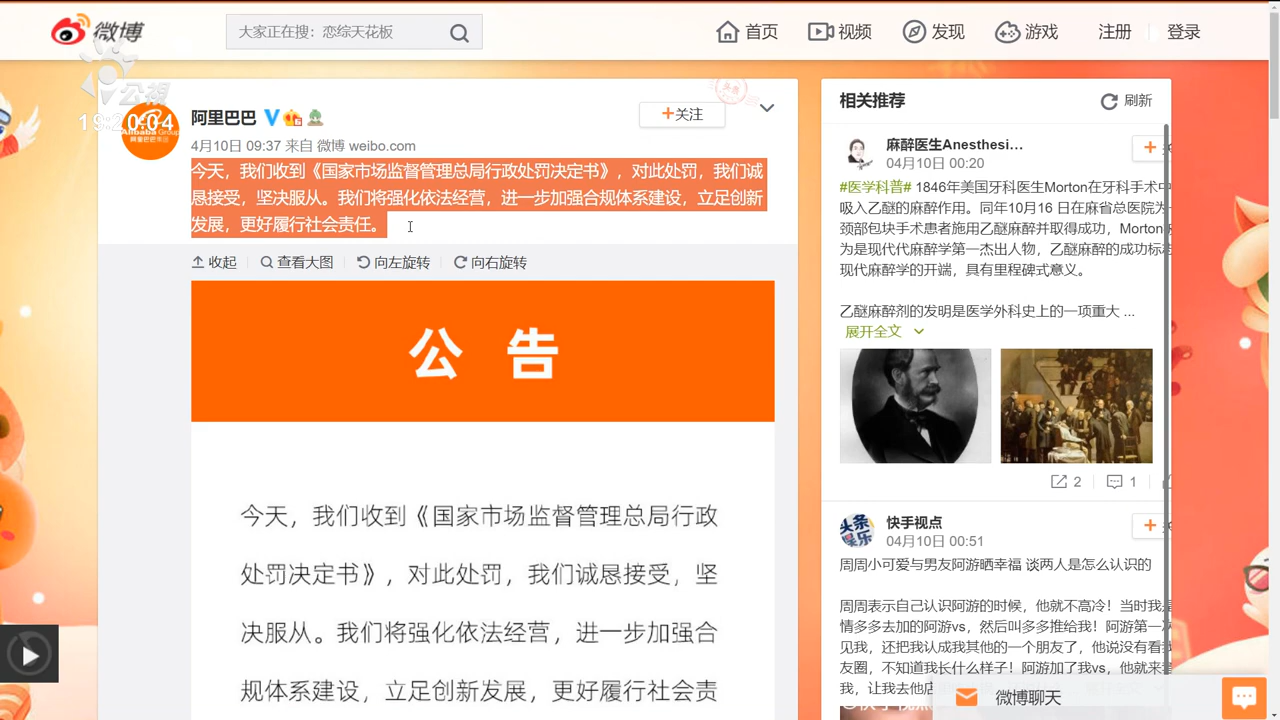 微博
大家正在搜：恋综天花板
首页
视频
发现
游戏
注册
登录
公視
19:20:04
Alibaba Group
阿里巴巴集团
阿里巴巴
头条
+关注
4月10日 09:37 来自 微博 weibo.com
今天，我们收到《国家市场监督管理总局行政处罚决定书》，对此处罚，我们诚
恳接受，坚决服从。我们将强化依法经营，进一步加强合规体系建设，立足创新
发展，更好履行社会责任。
收起
查看大图
向左旋转
向右旋转
公 告
今天，我们收到《国家市场监督管理总局行政
处罚决定书》，对此处罚，我们诚恳接受，坚
决服从。我们将强化依法经营，进一步加强合
规体系建设，立足创新发展，更好履行社会责
相关推荐
刷新
麻醉医生Anesthesi...
04月10日 00:20
#医学科普# 1846年美国牙科医生Morton在牙科手术中
吸入乙醚的麻醉作用。同年10月16 日在麻省总医院为一
颈部包块手术患者施用乙醚麻醉并取得成功，Morton
为是现代代麻醉学第一杰出人物，乙醚麻醉的成功标志
现代麻醉学的开端，具有里程碑式意义。
乙醚麻醉剂的发明是医学外科史上的一项重大 ...
展开全文
2
1
头条
娱乐
快手视点
04月10日 00:51
周周小可爱与男友阿游晒幸福 谈两人是怎么认识的
周周表示自己认识阿游的时候，他就不高冷！当时我是
情多多去加的阿游vs，然后叫多多推给我！阿游第一次
见我，还把我认成我其他的一个朋友了，他说没有看我
友圈，不知道我长什么样子！阿游加了我vs，他就来
我，让我去他店
微博聊天